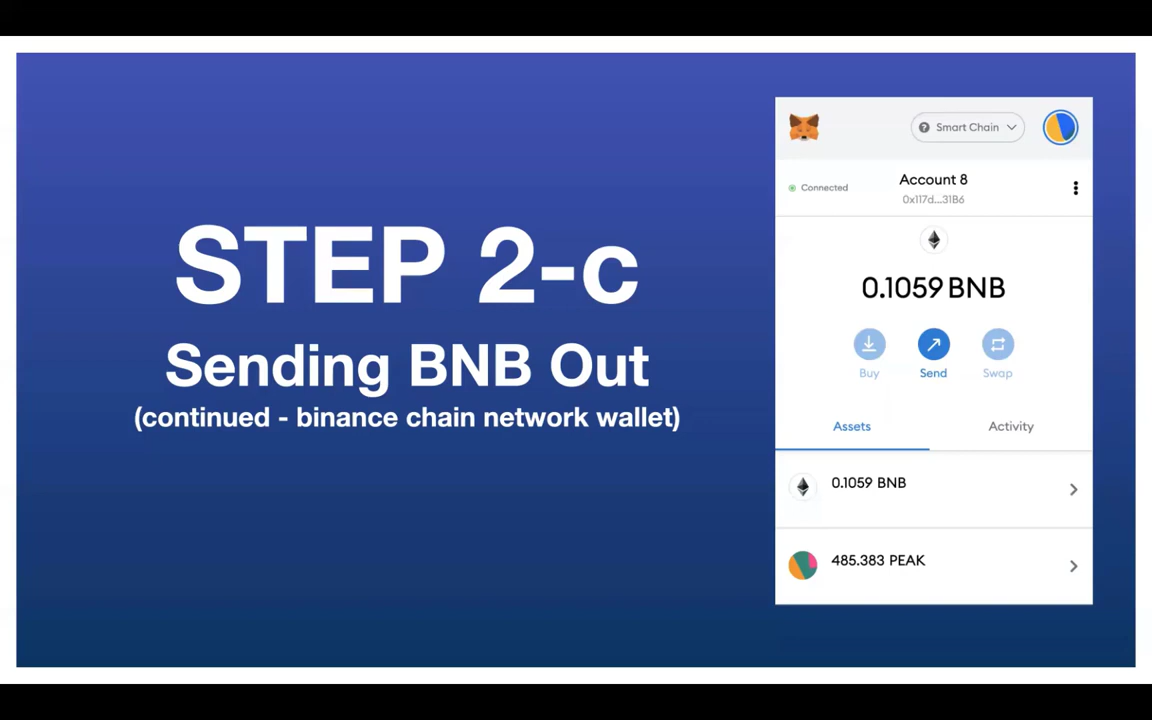 STEP 2-c
Sending BNB Out
(continued - binance chain network wallet)
? Smart Chain
Connected
Account 8
0x117d...31B6
0.1059 BNB
Buy Send Swap
Assets Activity
0.1059 BNB
485.383 PEAK